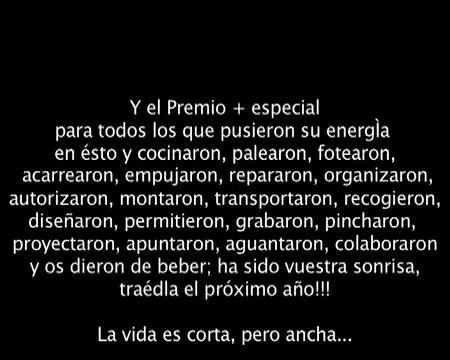 Y el Premio + especial
para todos los que pusieron su energÌa
en ésto y cocinaron, palearon, fotearon,
acarrearon, empujaron, repararon, organizaron,
autorizaron, montaron, transportaron, recogieron,
diseñaron, permitieron, grabaron, pincharon,
proyectaron, apuntaron, aguantaron, colaboraron
y os dieron de beber; ha sido vuestra sonrisa,
traédla el próximo año!!!
La vida es corta, pero ancha...